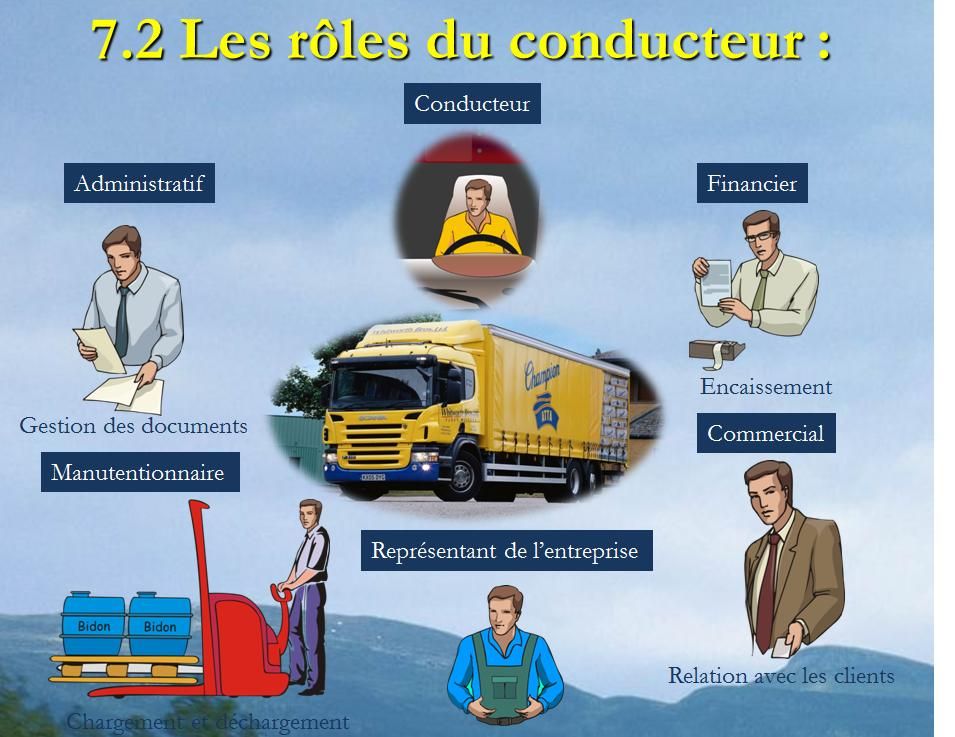 7.2 Les rôles du conducteur :
Conducteur
Administratif
Financier
Gestion des documents
Encaissement
Manutentionnaire
Commercial
Champion
SCANIA
Représentant de l'entreprise
Bidon
Bidon
Relation avec les clients
Chargement et déchargement